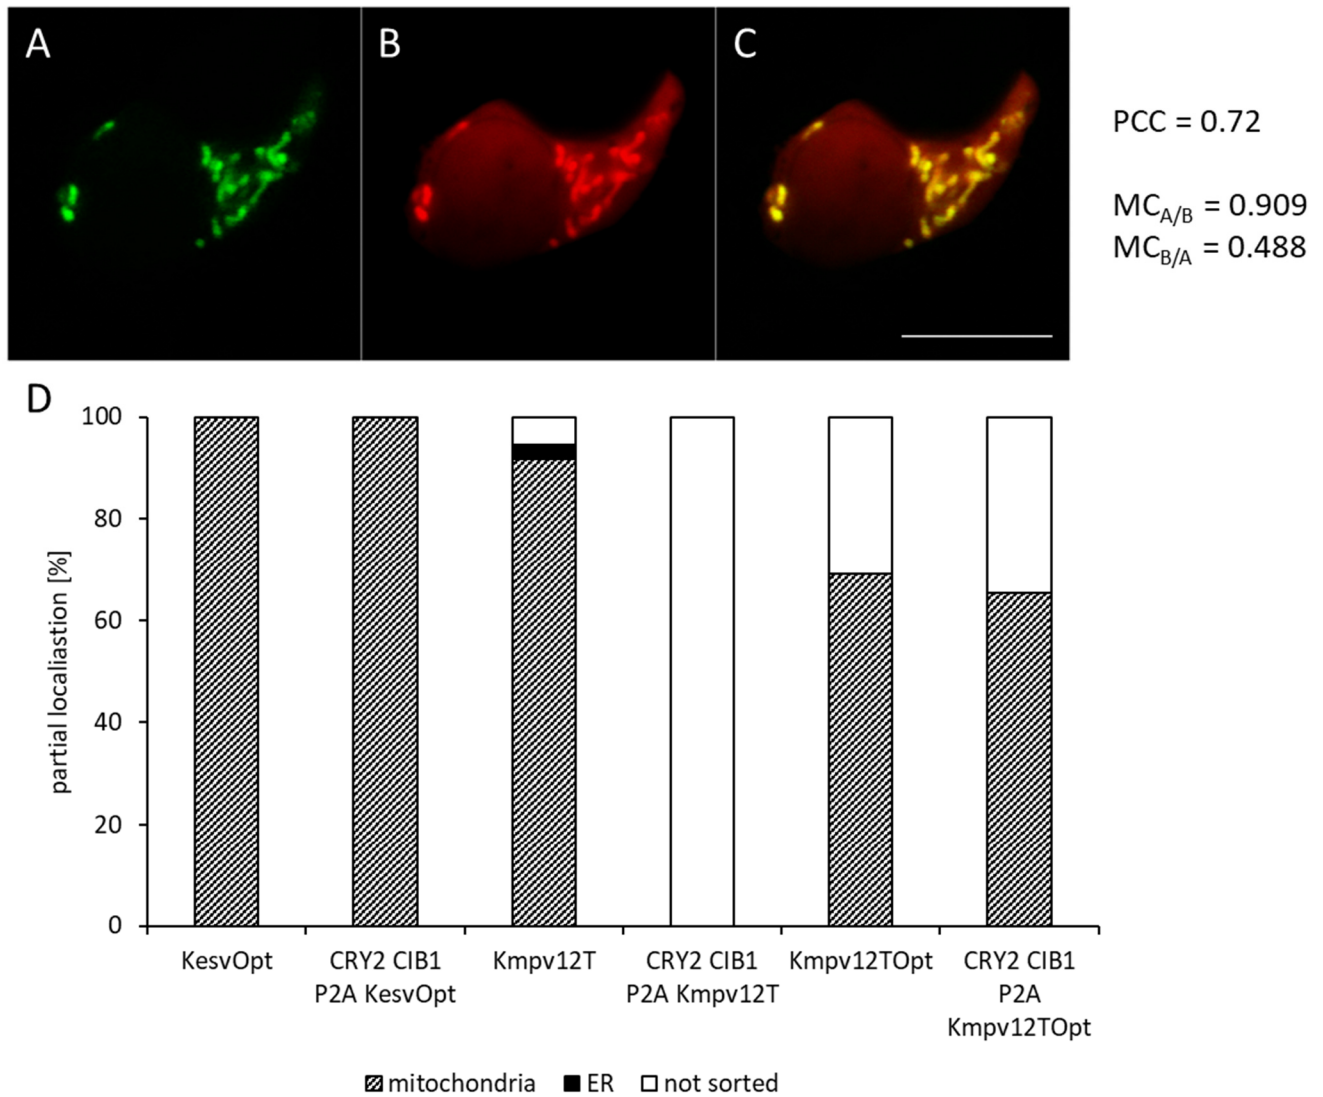 A
B
C
PCC = 0.72
MCA/B = 0.909
MCB/A = 0.488
D
100
80
60
40
20
0
partial localiastion [%]
KesvOpt
CRY2 CIB1
P2A KesvOpt
Kmpv12T
CRY2 CIB1
P2A Kmpv12T
Kmpv12TOpt
CRY2 CIB1
P2A
Kmpv12TOpt
mitochondria
ER
not sorted